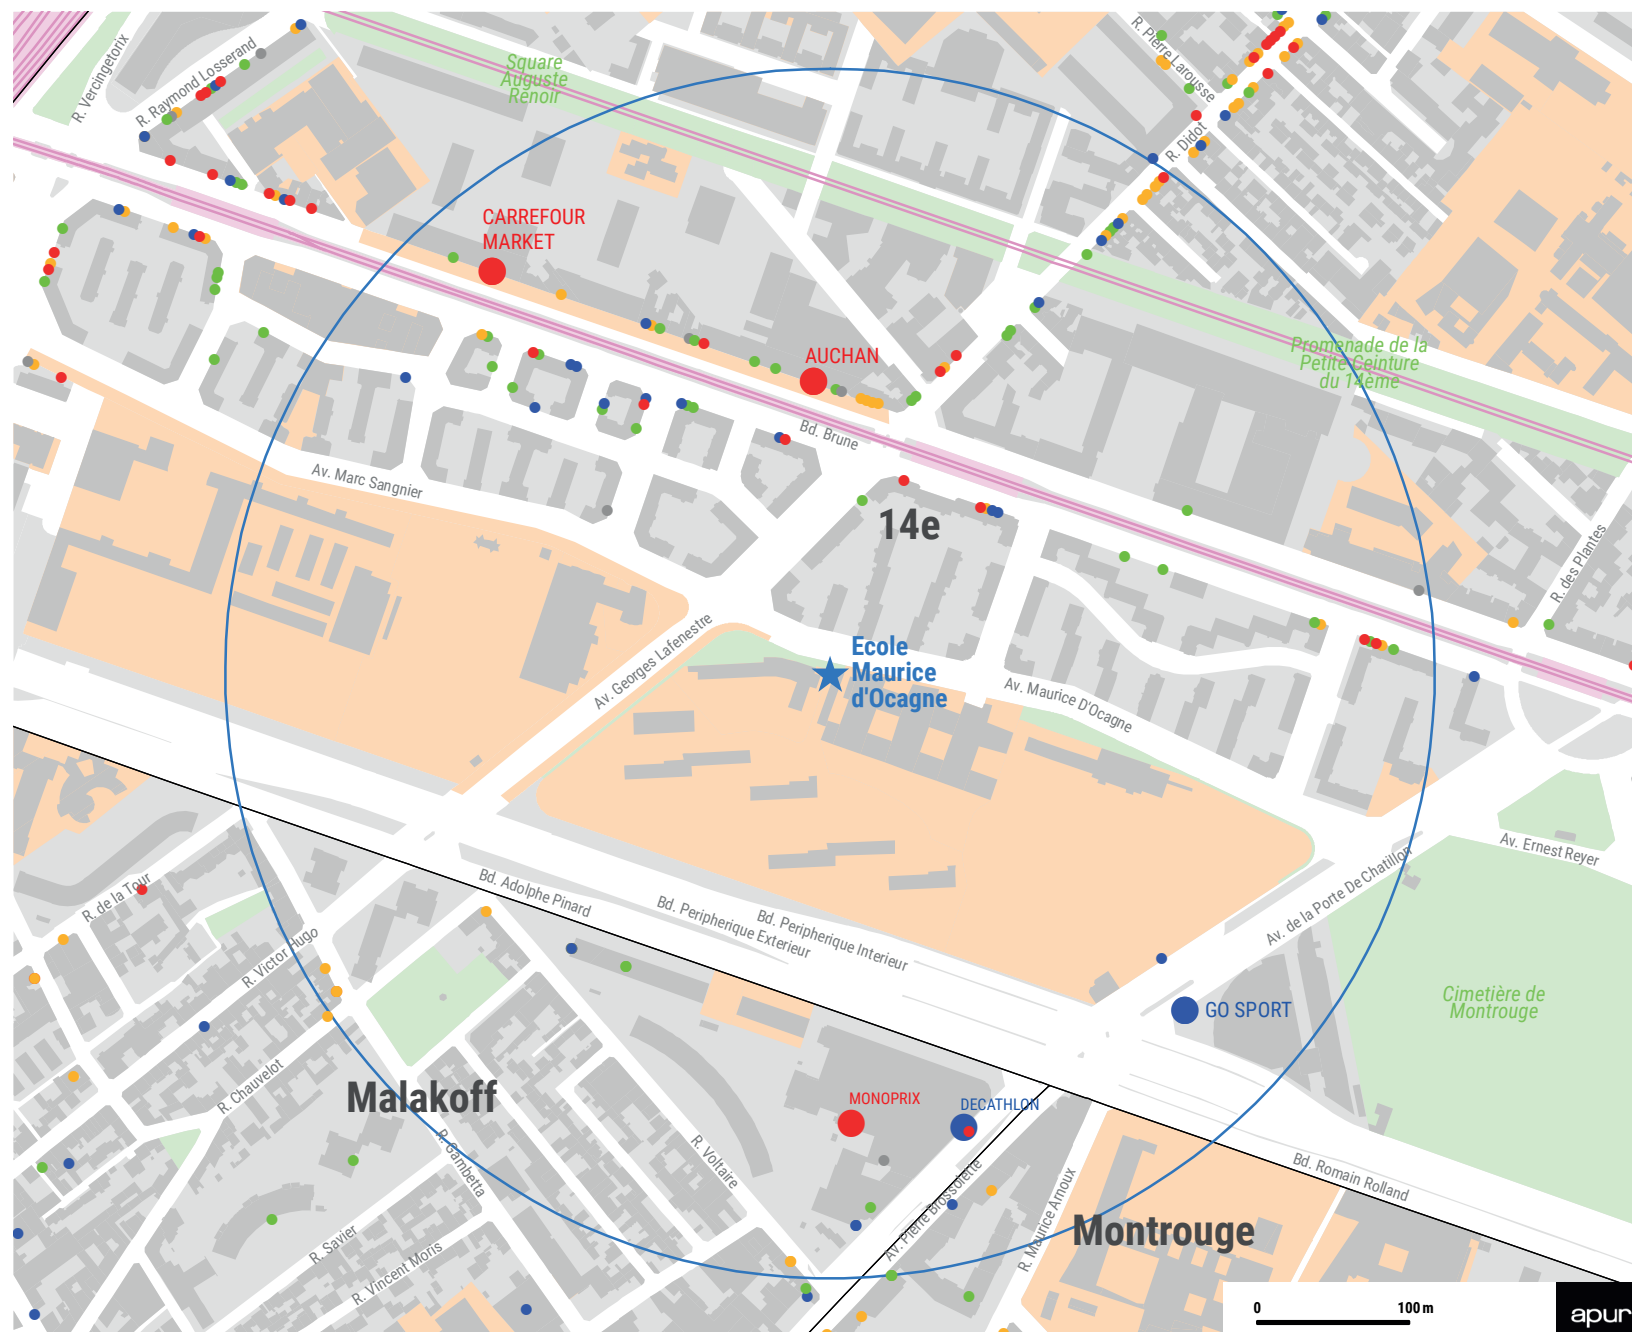 R. Vercingetorix
R. Raymond Losserand
Square
Auguste
Renoir
R. Pierre Larousse
R. Didot
CARREFOUR
MARKET
AUCHAN
Promenade de la
Petite Ceinture
du 14ème
Bd. Brune
Av. Marc Sangnier
14e
R. des Plantes
Av. Georges Lafenestre
Ecole
Maurice
d'Ocagne
Av. Maurice D'Ocagne
Av. Ernest Reyer
Av. de la Porte De Chatillon
R. de la Tour
R. Victor Hugo
Bd. Adolphe Pinard
Bd. Peripherique Exterieur
Bd. Peripherique Interieur
Cimetière de
Montrouge
GO SPORT
R. Chauvelot
Malakoff
MONOPRIX
DECATHLON
R. Gambetta
R. Voltaire
Av. Pierre Brossolette
R. Maurice Arnoux
Bd. Romain Rolland
Montrouge
R. Savier
R. Vincent Moris
0 100 m
apur